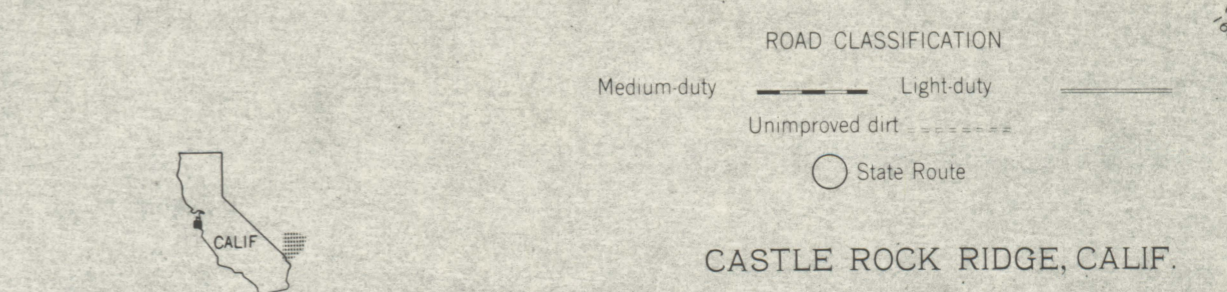 ROAD CLASSIFICATION
Medium-duty Light-duty
Unimproved dirt
State Route
CALIF
CASTLE ROCK RIDGE, CALIF.